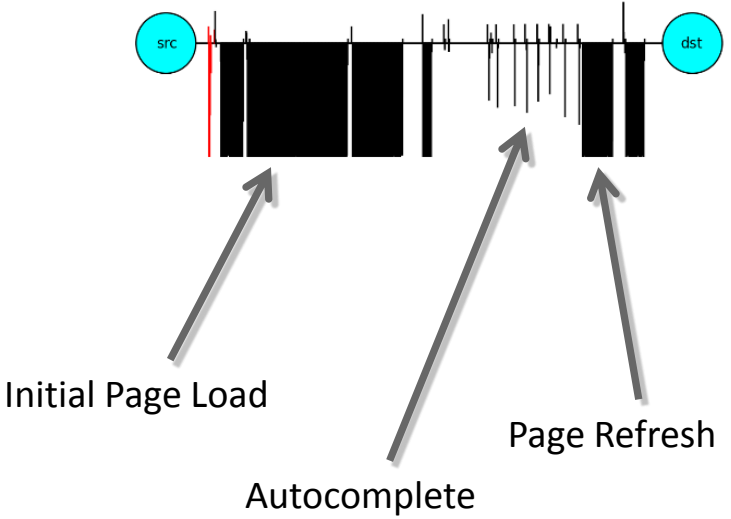 src
dst
Initial Page Load
Page Refresh
Autocomplete